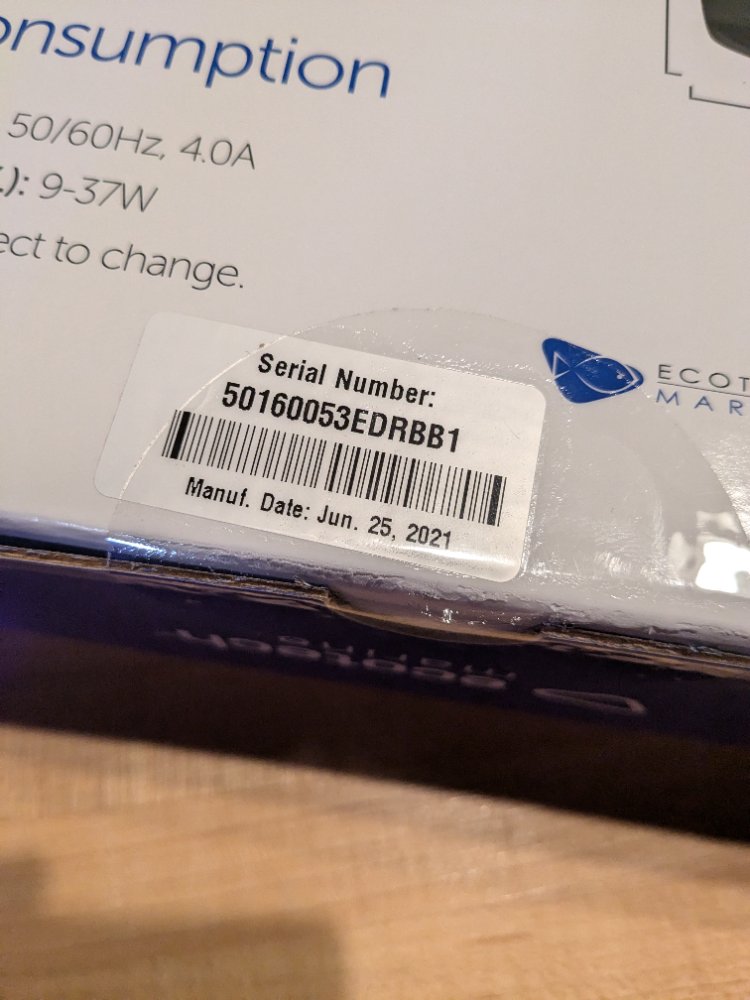 onsumption
50/60Hz, 4.0A
.): 9-37W
ect to change.
Serial Number:
50160053EDRBB1
Manuf. Date: Jun. 25, 2021
ECOT
MAR
ecotech